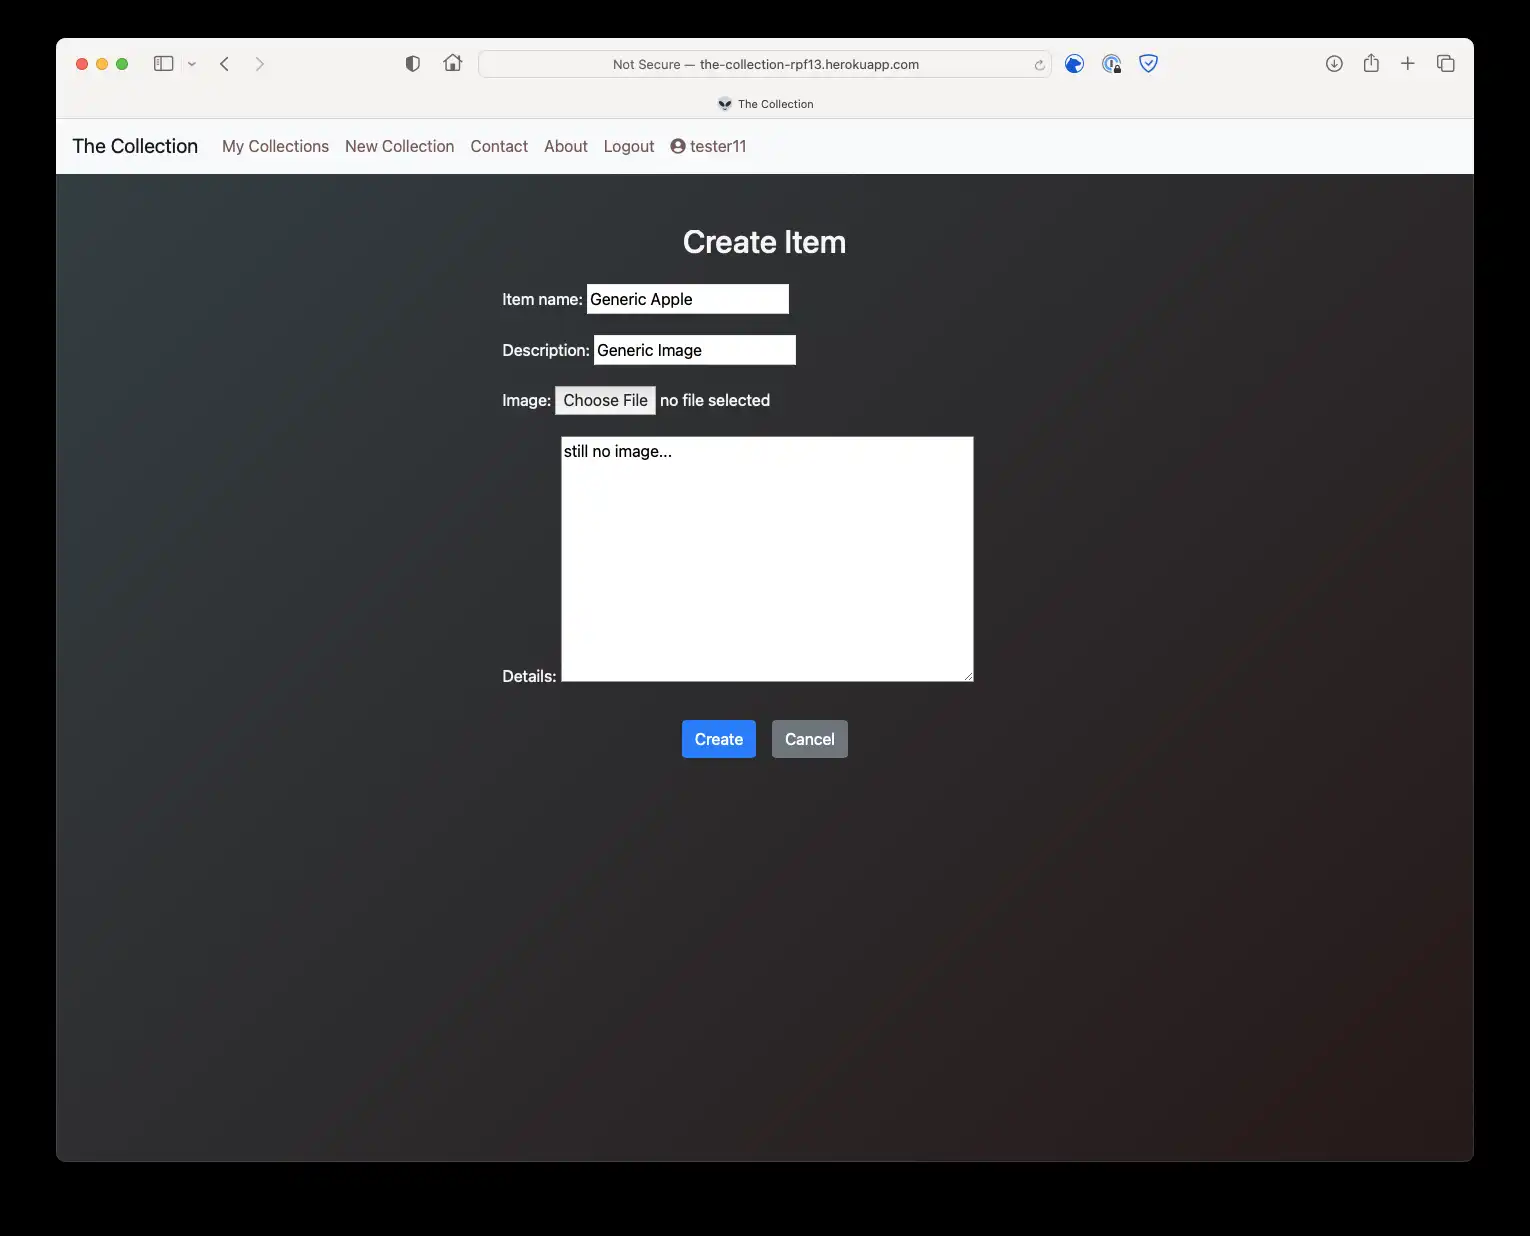 Not Secure — the-collection-rpf13.herokuapp.com
The Collection
The Collection My Collections New Collection Contact About Logout tester11
Create Item
Item name: Generic Apple
Description: Generic Image
Image: Choose File no file selected
still no image...
Details:
Create Cancel